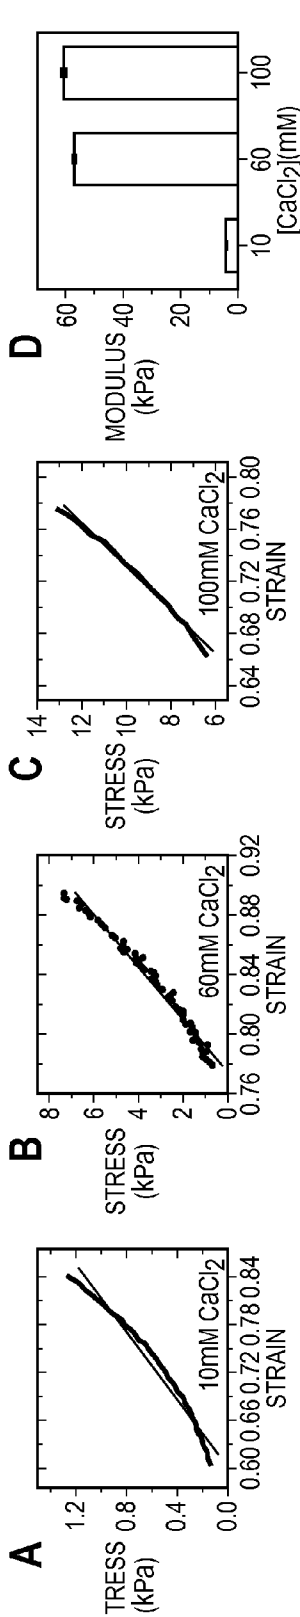 A
TRESS
(kPa)
1.2
0.8
0.4
0.0
10mM CaCl₂
0.60 0.66 0.72 0.78 0.84
STRAIN
B
STRESS
(kPa)
8
6
4
2
0
60mM CaCl₂
0.76 0.80 0.84 0.88 0.92
STRAIN
C
STRESS
(kPa)
14
12
10
8
6
100mM CaCl₂
0.64 0.68 0.72 0.76 0.80
STRAIN
D
MODULUS
(kPa)
60
40
20
0
10 60 100
[CaCl₂](mM)